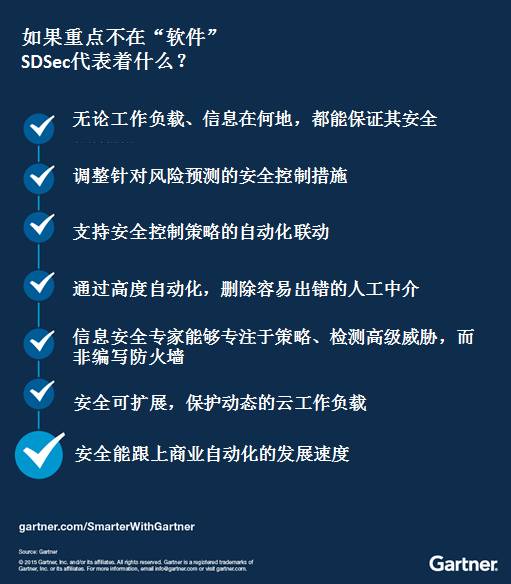 如果重点不在“软件”
SDSec代表着什么？
无论工作负载、信息在何地，都能保证其安全
调整针对风险预测的安全控制措施
支持安全控制策略的自动化联动
通过高度自动化，删除容易出错的人工中介
信息安全专家能够专注于策略、检测高级威胁，而
非编写防火墙
安全可扩展，保护动态的云工作负载
安全能跟上商业自动化的发展速度
gartner.com/SmarterWithGartner
Source: Gartner
© 2015 Gartner, Inc. and/or its affiliates. All rights reserved. Gartner is a registered trademark of
Gartner, Inc. or its affiliates. For more information, email info@gartner.com or visit gartner.com.
Gartner.